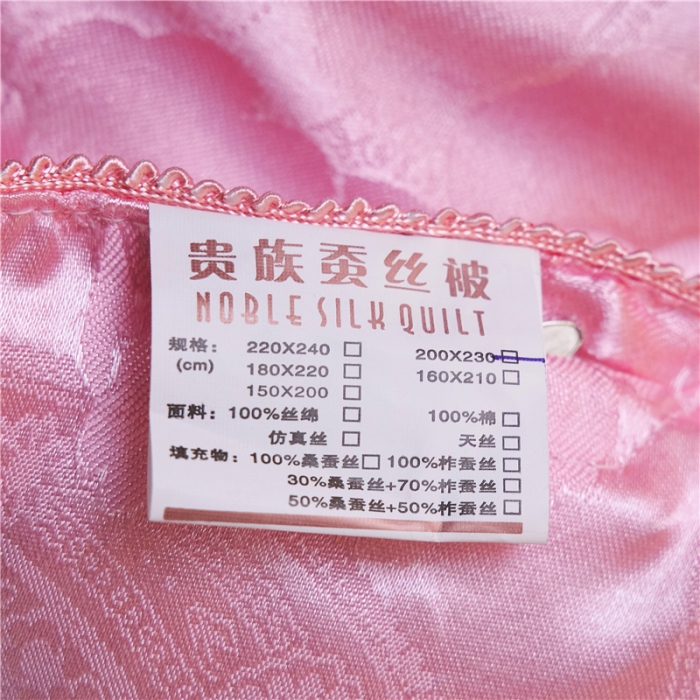 贵族蚕丝被
NOBLE SILK QUILT
规格: 220X240 □ 200X230 □
(cm) 180X220 □ 160X210 □
150X200 □
面料: 100%丝绵 □ 100%棉 □
仿真丝 □ 天丝 □
填充物: 100%桑蚕丝 □ 100%柞蚕丝 □
30%桑蚕丝+70%柞蚕丝 □
50%桑蚕丝+50%柞蚕丝 □